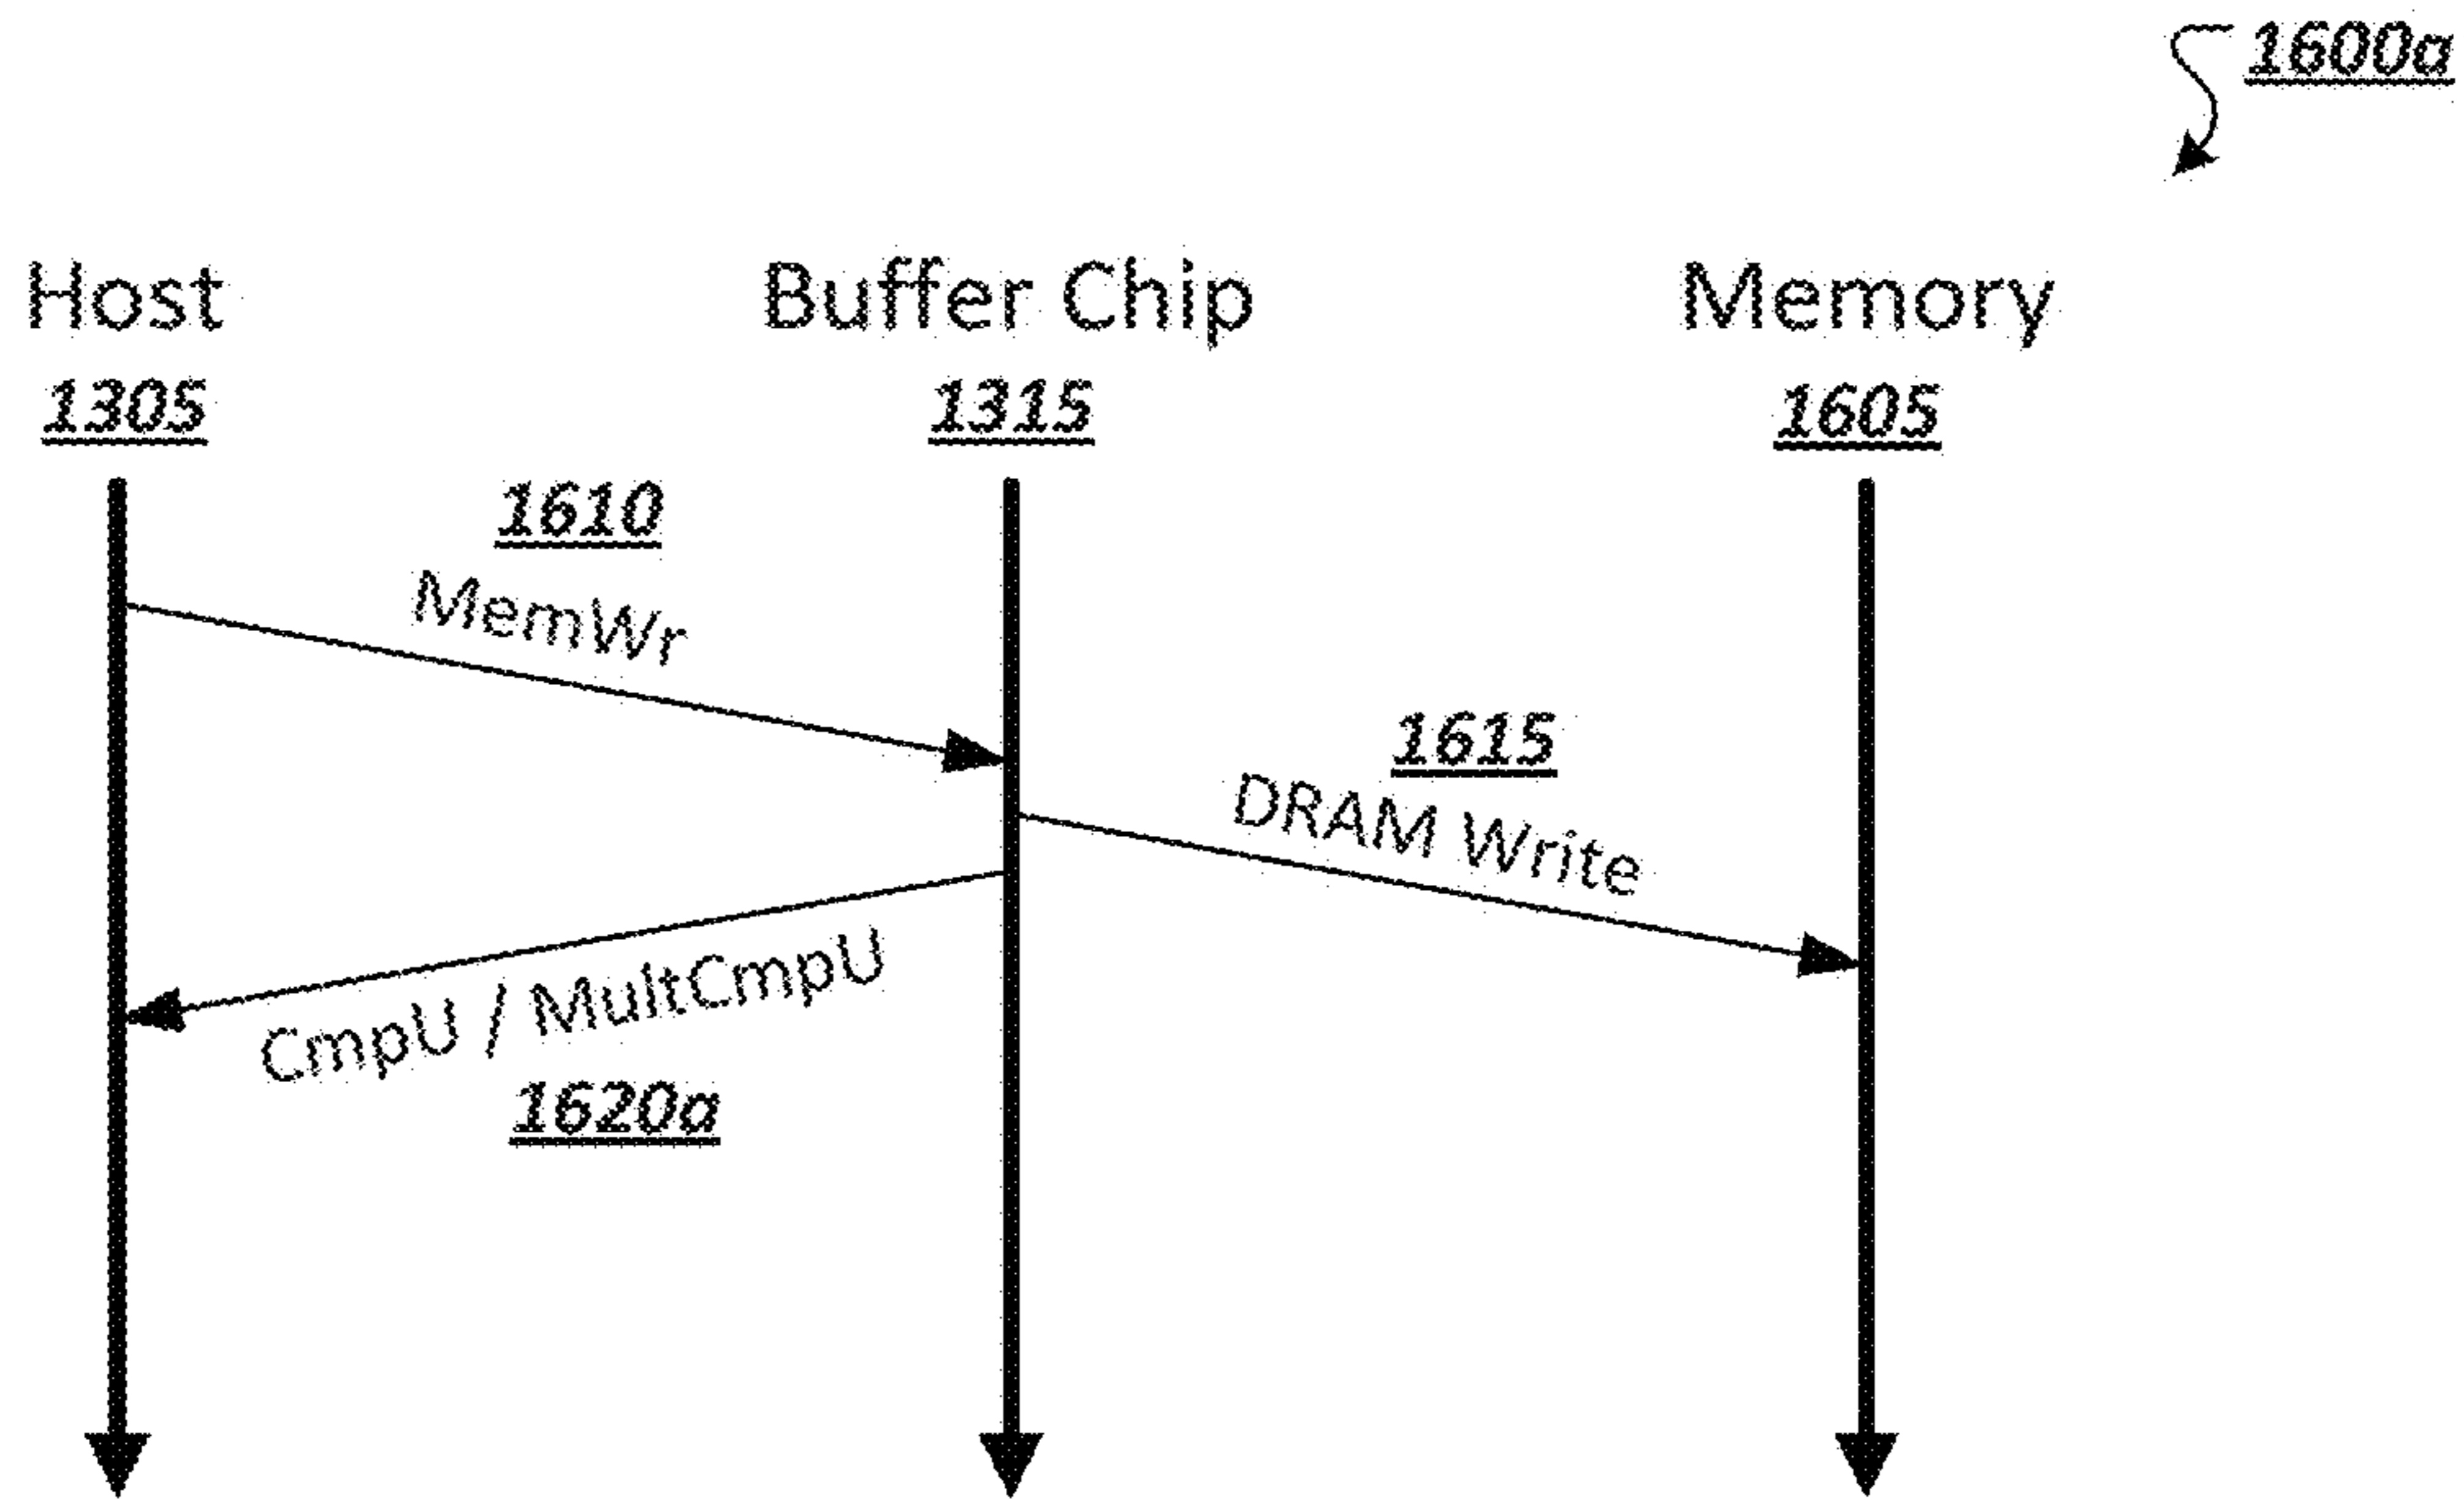 1600a
Host
1305
Buffer Chip
1315
Memory
1605
1610
MemWr
1615
DRAM Write
CmpU / MultCmpU
1620a